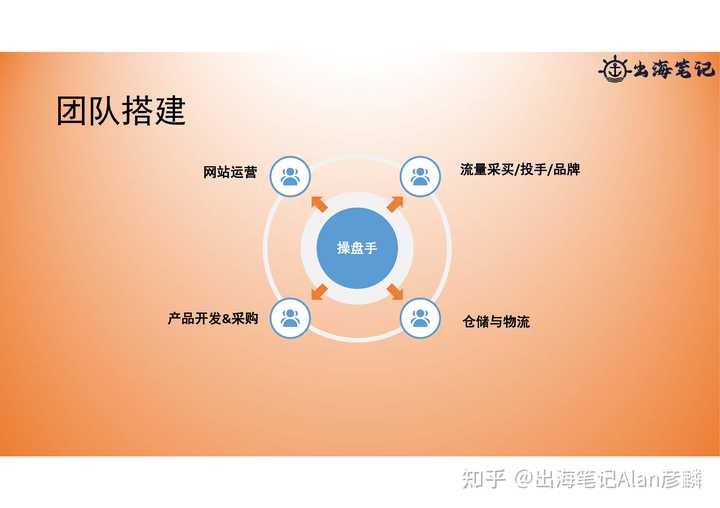 出海笔记
团队搭建
网站运营
流量采买/投手/品牌
操盘手
产品开发&采购
仓储与物流
知乎 @出海笔记Alan彦麟